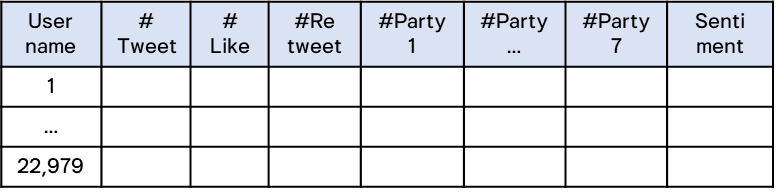 User # # #Re #Party #Party #Party Senti
name Tweet Like tweet 1 ... 7 ment
1
...
22,979